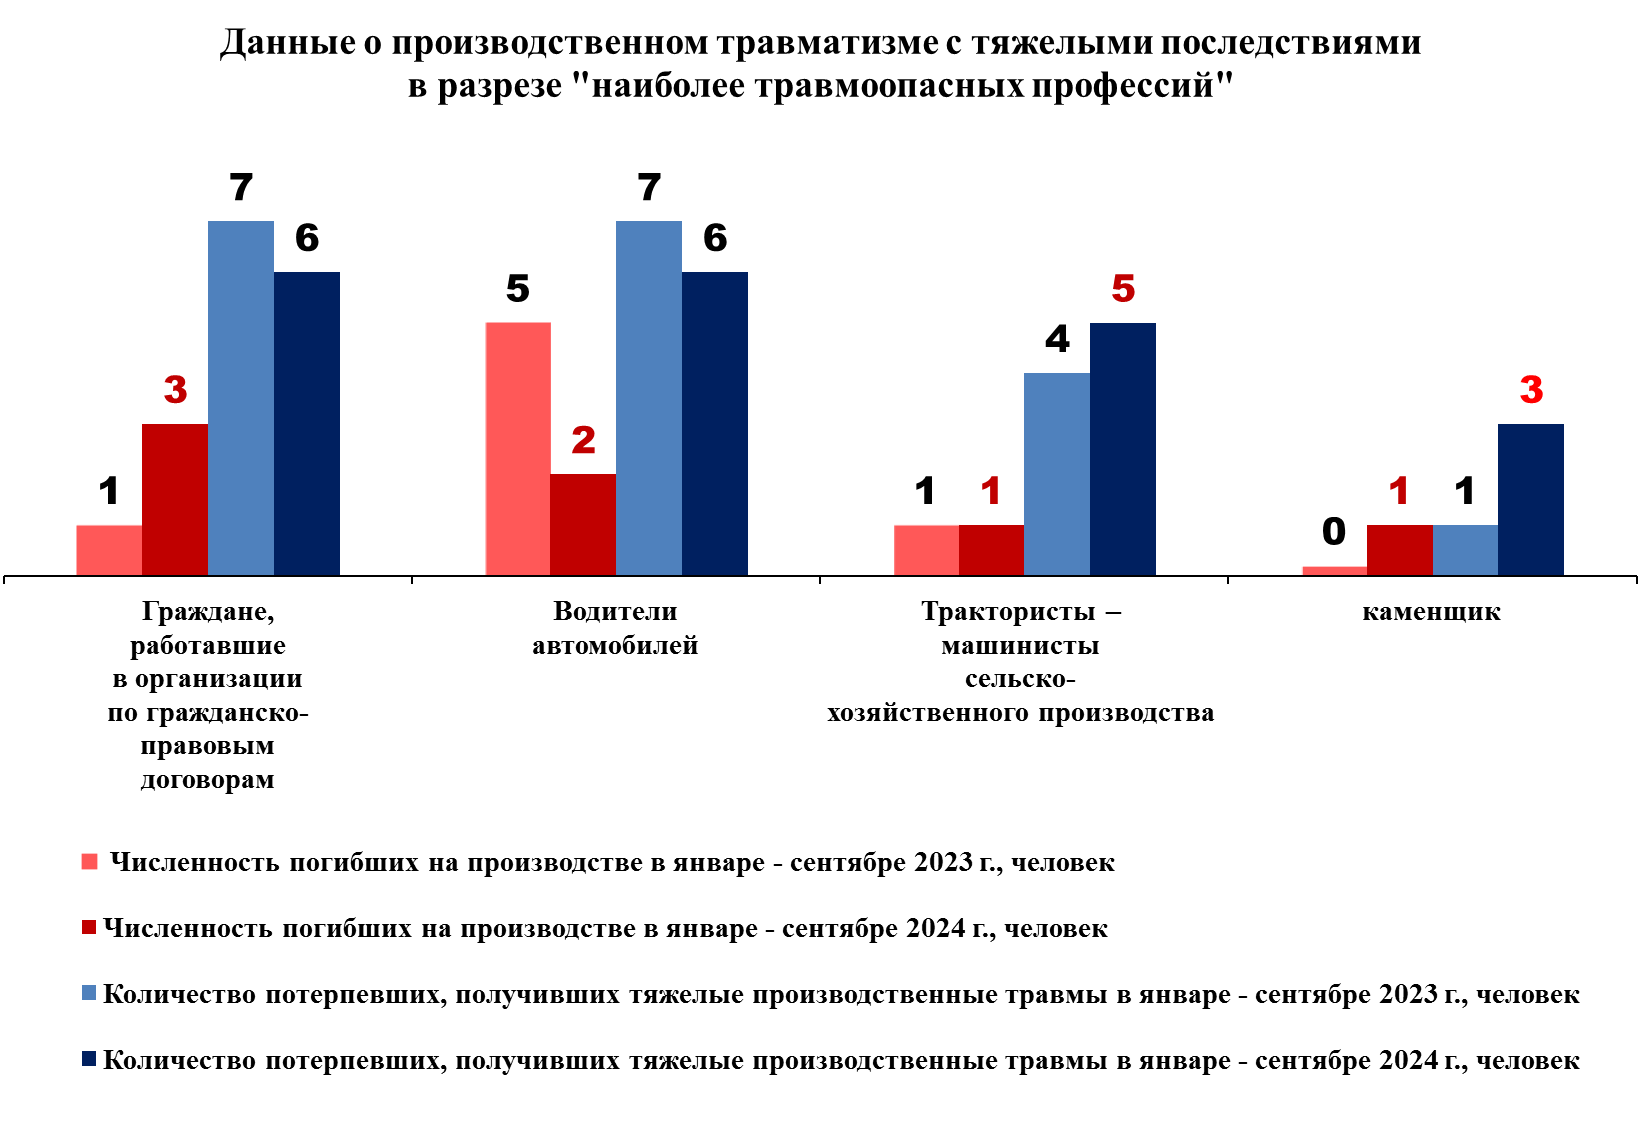 Данные о производственном травматизме с тяжелыми последствиями
в разрезе "наиболее травмоопасных профессий"
1
3
7
6
5
2
7
6
1
1
4
5
0
1
1
3
Граждане,
работавшие
в организации
по гражданско-
правовым
договорам
Водители
автомобилей
Трактористы –
машинисты
сельско-
хозяйственного производства
каменщик
Численность погибших на производстве в январе - сентябре 2023 г., человек
Численность погибших на производстве в январе - сентябре 2024 г., человек
Количество потерпевших, получивших тяжелые производственные травмы в январе - сентябре 2023 г., человек
Количество потерпевших, получивших тяжелые производственные травмы в январе - сентябре 2024 г., человек